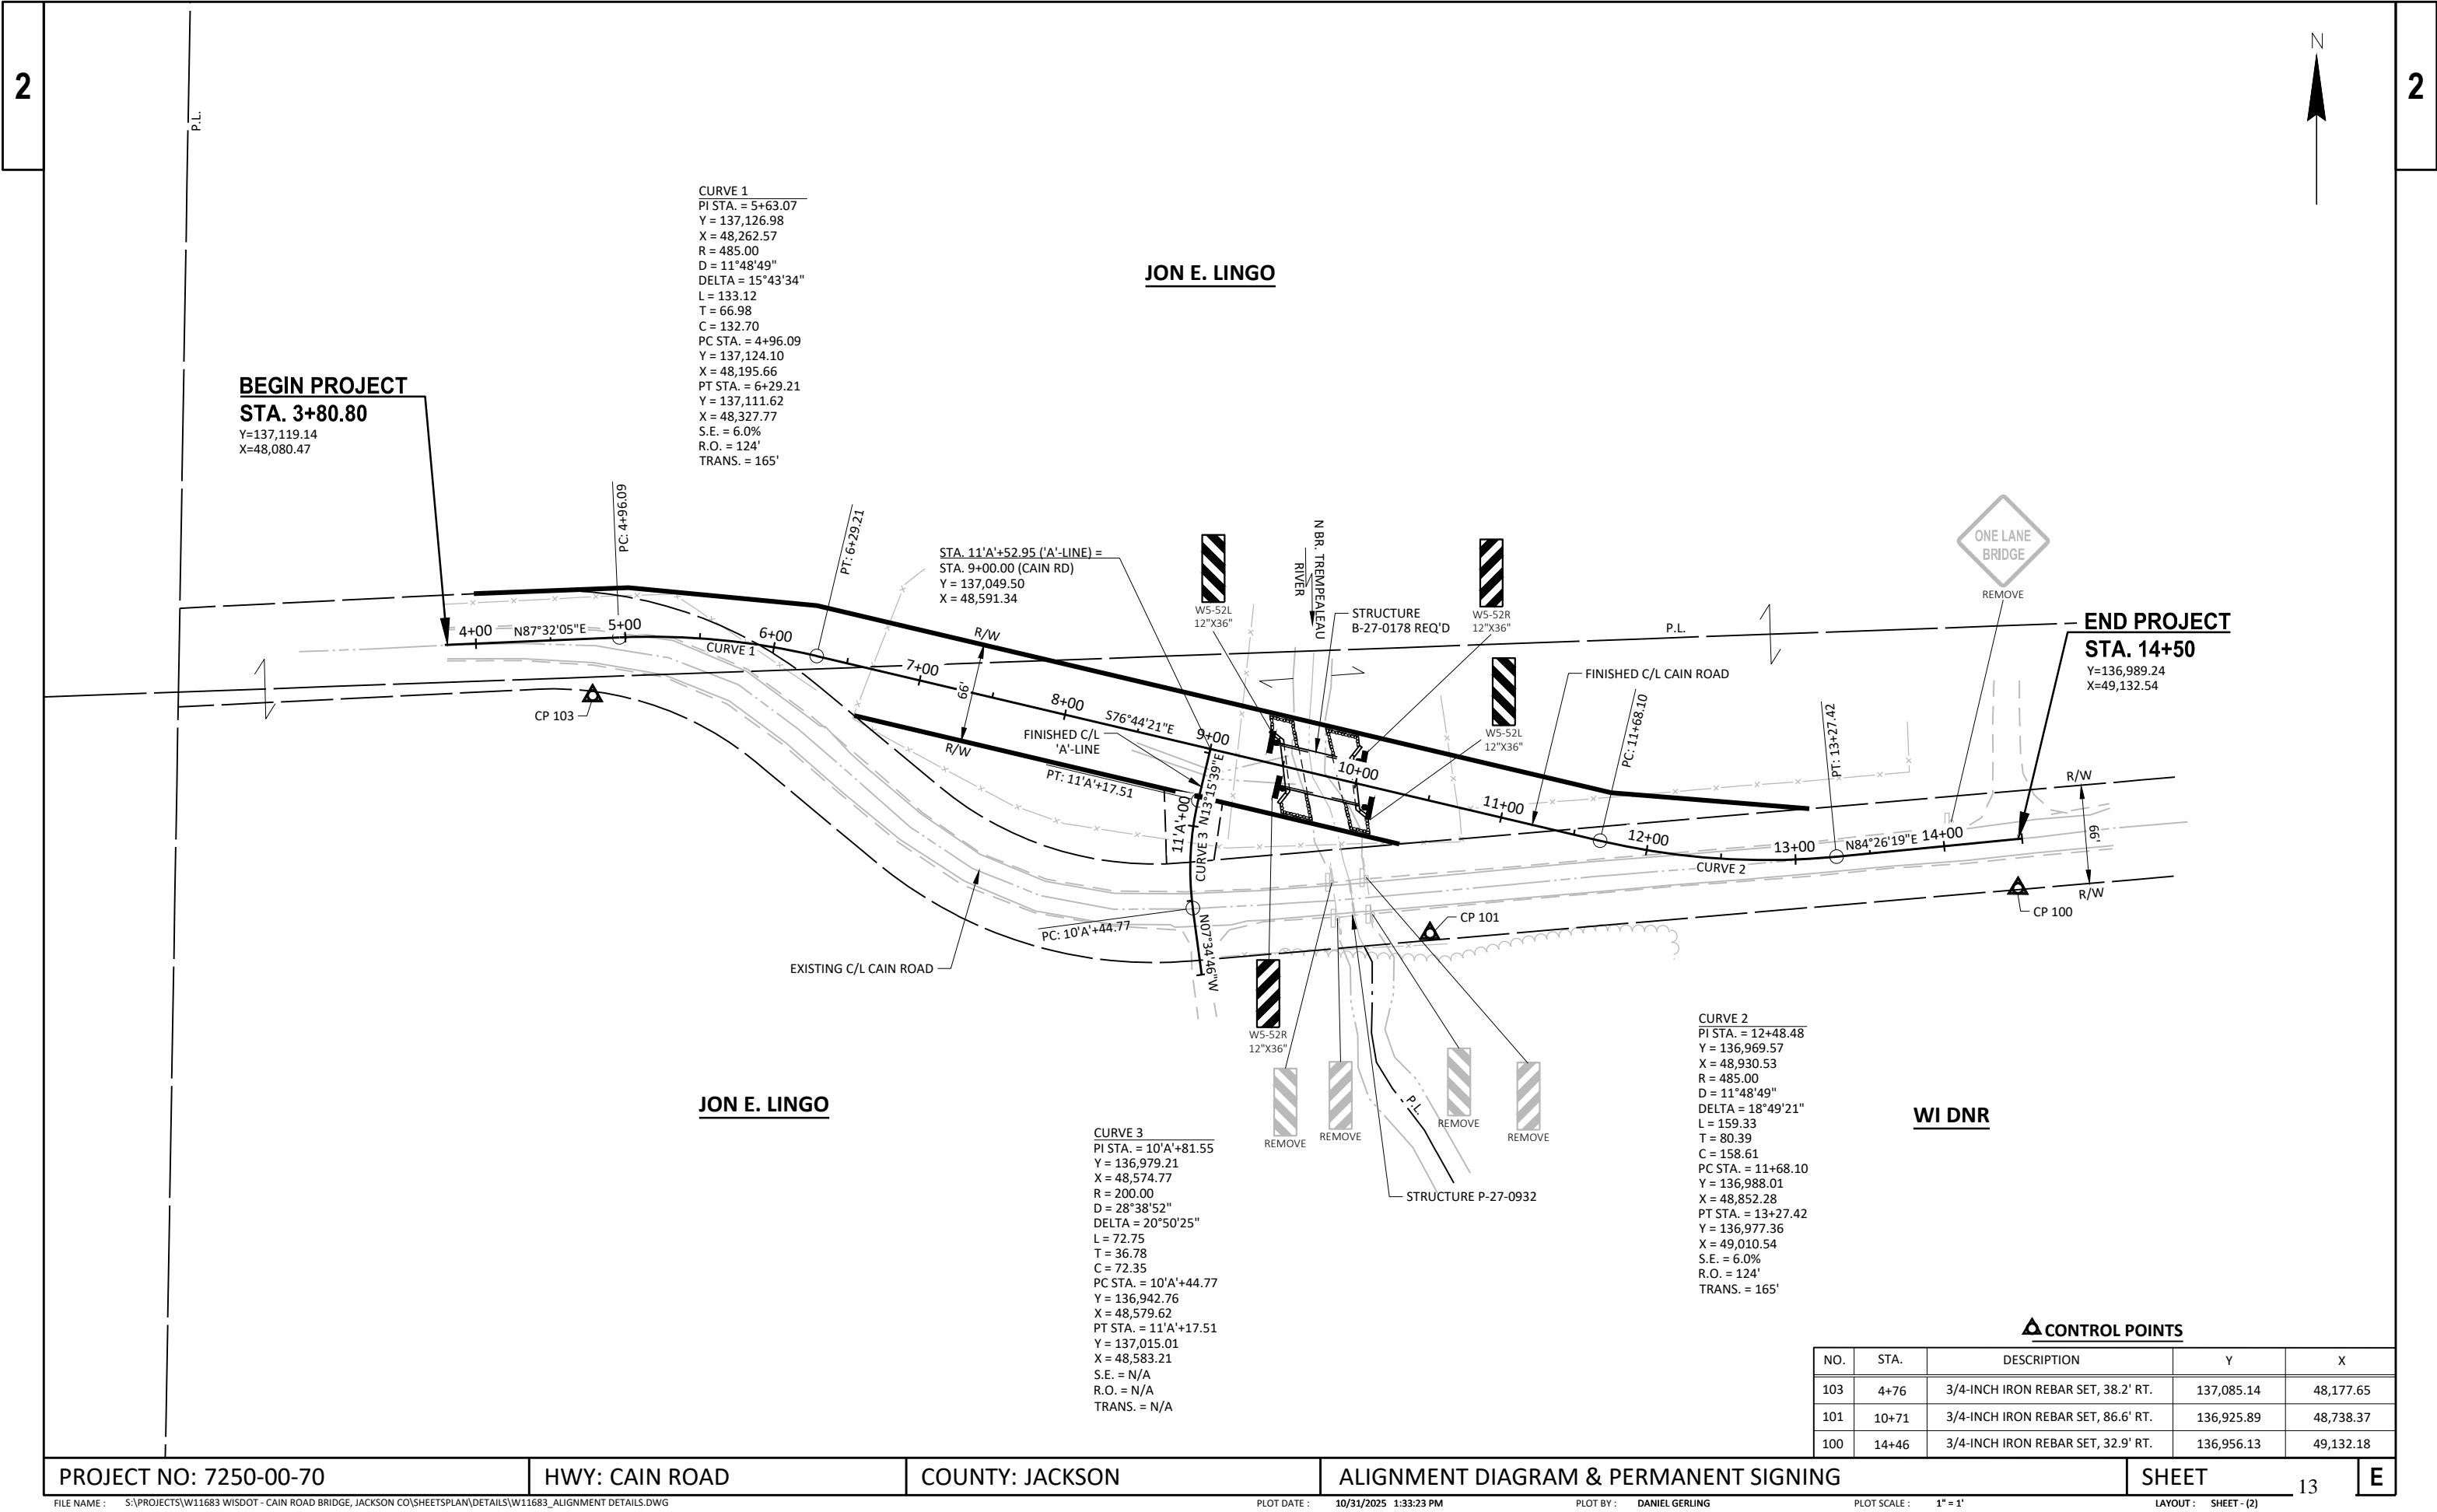 2
2
N
P.L.
CURVE 1
PI STA. = 5+63.07
Y = 137,126.98
X = 48,262.57
R = 485.00
D = 11°48'49"
DELTA = 15°43'34"
L = 133.12
T = 66.98
C = 132.70
PC STA. = 4+96.09
Y = 137,124.10
X = 48,195.66
PT STA. = 6+29.21
Y = 137,111.62
X = 48,327.77
S.E. = 6.0%
R.O. = 124'
TRANS. = 165'
JON E. LINGO
BEGIN PROJECT
STA. 3+80.80
Y=137,119.14
X=48,080.47
PC: 4+96.09
PT: 6+29.21
STA. 11'A'+52.95 ('A'-LINE) =
STA. 9+00.00 (CAIN RD)
Y = 137,049.50
X = 48,591.34
W5-52L
12"X36"
N BR. TREMPEALEAU
RIVER
W5-52R
12"X36"
STRUCTURE
B-27-0178 REQ'D
ONE LANE
BRIDGE
REMOVE
END PROJECT
STA. 14+50
Y=136,989.24
X=49,132.54
P.L.
4+00
N87°32'05"E
5+00
CURVE 1
6+00
R/W
7+00
66'
8+00
S76°44'21"E
9+00
R/W
FINISHED C/L
'A'-LINE
FINISHED C/L CAIN ROAD
W5-52L
12"X36"
PC: 11+68.10
PT: 13+27.42
CP 103
PT: 11'A'+17.51
11'A'+00
CURVE 3
N13°15'39"E
10+00
11+00
12+00
CURVE 2
13+00
N84°26'19"E
14+00
R/W
66'
R/W
CP 100
CP 101
PC: 10'A'+44.77
N07°34'46"W
EXISTING C/L CAIN ROAD
W5-52R
12"X36"
REMOVE
REMOVE
REMOVE
REMOVE
P.L.
STRUCTURE P-27-0932
JON E. LINGO
WI DNR
CURVE 3
PI STA. = 10'A'+81.55
Y = 136,979.21
X = 48,574.77
R = 200.00
D = 28°38'52"
DELTA = 20°50'25"
L = 72.75
T = 36.78
C = 72.35
PC STA. = 10'A'+44.77
Y = 136,942.76
X = 48,579.62
PT STA. = 11'A'+17.51
Y = 137,015.01
X = 48,583.21
S.E. = N/A
R.O. = N/A
TRANS. = N/A
CURVE 2
PI STA. = 12+48.48
Y = 136,969.57
X = 48,930.53
R = 485.00
D = 11°48'49"
DELTA = 18°49'21"
L = 159.33
T = 80.39
C = 158.61
PC STA. = 11+68.10
Y = 136,988.01
X = 48,852.28
PT STA. = 13+27.42
Y = 136,977.36
X = 49,010.54
S.E. = 6.0%
R.O. = 124'
TRANS. = 165'
CONTROL POINTS
NO. STA. DESCRIPTION Y X
103 4+76 3/4-INCH IRON REBAR SET, 38.2' RT. 137,085.14 48,177.65
101 10+71 3/4-INCH IRON REBAR SET, 86.6' RT. 136,925.89 48,738.37
100 14+46 3/4-INCH IRON REBAR SET, 32.9' RT. 136,956.13 49,132.18
PROJECT NO: 7250-00-70 HWY: CAIN ROAD COUNTY: JACKSON ALIGNMENT DIAGRAM & PERMANENT SIGNING SHEET 13 E
FILE NAME : S:\PROJECTS\W11683 WISDOT - CAIN ROAD BRIDGE, JACKSON CO\SHEETSPLAN\DETAILS\W11683_ALIGNMENT DETAILS.DWG PLOT DATE : 10/31/2025 1:33:23 PM PLOT BY : DANIEL GERLING PLOT SCALE : 1" = 1' LAYOUT : SHEET - (2)